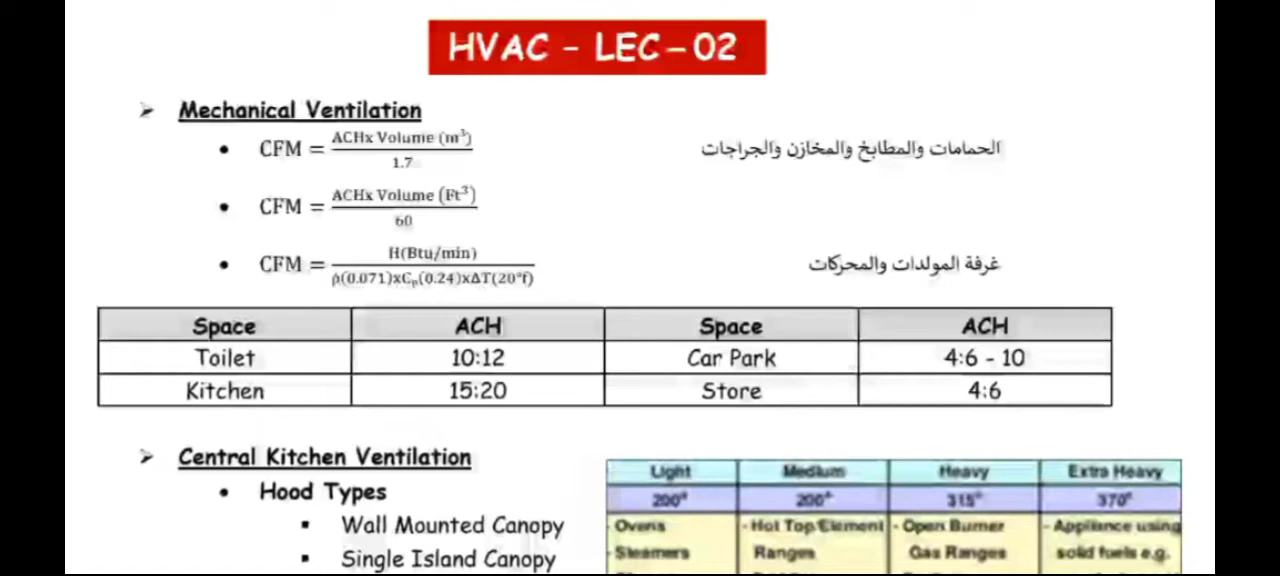 HVAC - LEC-02
➢ Mechanical Ventilation
• CFM = ACHx Volume (m³) / 1.7
الحمامات والمطابخ والمخازن والجراجات
• CFM = ACHx Volume (Ft³) / 60
• CFM = H(Btu/min) / ρ(0.071)xCₚ(0.24)xΔT(20°f)
غرفة المولدات والمحركات
Space ACH Space ACH
Toilet 10:12 Car Park 4:6 - 10
Kitchen 15:20 Store 4:6
➢ Central Kitchen Ventilation
• Hood Types
▪ Wall Mounted Canopy
▪ Single Island Canopy
Light Medium Heavy Extra Heavy
200° 200° 315° 370°
- Ovens - Hot Top/Element - Open Burner - Appliance using
- Steamers Ranges Gas Ranges solid fuels e.g.